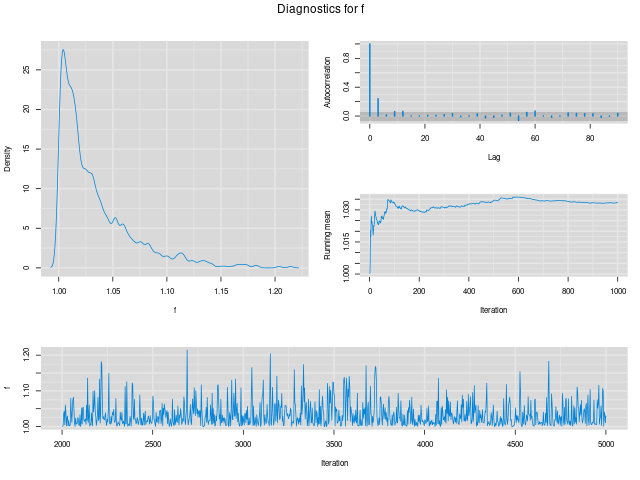 Diagnostics for f
Density
0 5 10 15 20 25
1.00 1.05 1.10 1.15 1.20
f
Autocorrelation
0.0 0.4 0.8
0 20 40 60 80
Lag
Running mean
1.000 1.015 1.030
0 200 400 600 800 1000
Iteration
f
1.00 1.10 1.20
2000 2500 3000 3500 4000 4500 5000
Iteration